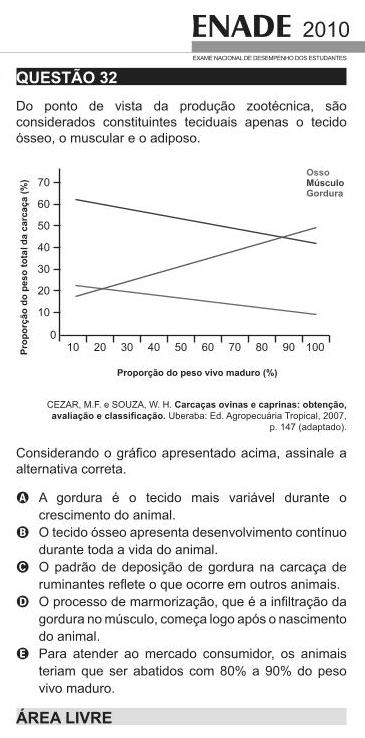 ENADE 2010
EXAME NACIONAL DE DESEMPENHO DOS ESTUDANTES
QUESTÃO 32
Do ponto de vista da produção zootécnica, são
considerados constituintes teciduais apenas o tecido
ósseo, o muscular e o adiposo.
Osso
Músculo
Gordura
Proporção do peso total da carcaça (%)
70
60
50
40
30
20
10
0
10 20 30 40 50 60 70 80 90 100
Proporção do peso vivo maduro (%)
CEZAR, M.F. e SOUZA, W. H. Carcaças ovinas e caprinas: obtenção,
avaliação e classificação. Uberaba: Ed. Agropecuária Tropical, 2007,
p. 147 (adaptado).
Considerando o gráfico apresentado acima, assinale a
alternativa correta.
A A gordura é o tecido mais variável durante o
crescimento do animal.
B O tecido ósseo apresenta desenvolvimento contínuo
durante toda a vida do animal.
C O padrão de deposição de gordura na carcaça de
ruminantes reflete o que ocorre em outros animais.
D O processo de marmorização, que é a infiltração da
gordura no músculo, começa logo após o nascimento
do animal.
E Para atender ao mercado consumidor, os animais
teriam que ser abatidos com 80% a 90% do peso
vivo maduro.
ÁREA LIVRE